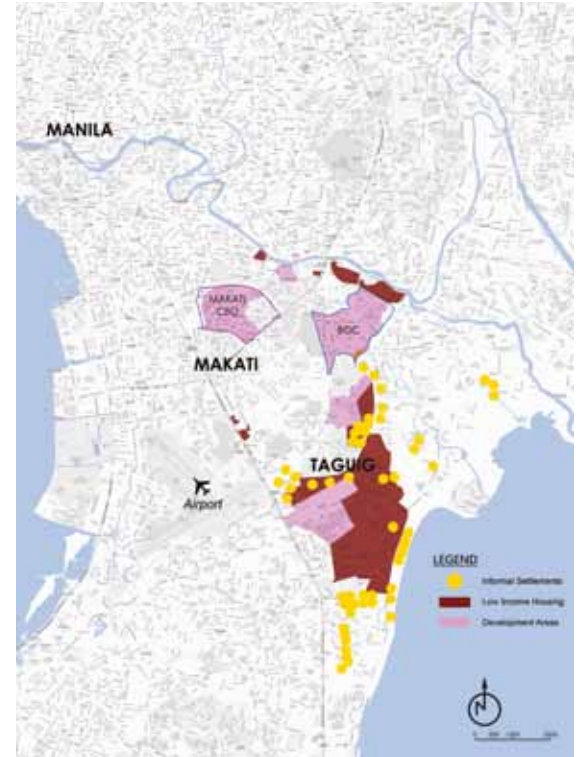 MANILA
MAKATI
CBD
BGC
MAKATI
TAGUIG
Airport
LEGEND
Informal Settlements
Low Income Housing
Development Areas
N